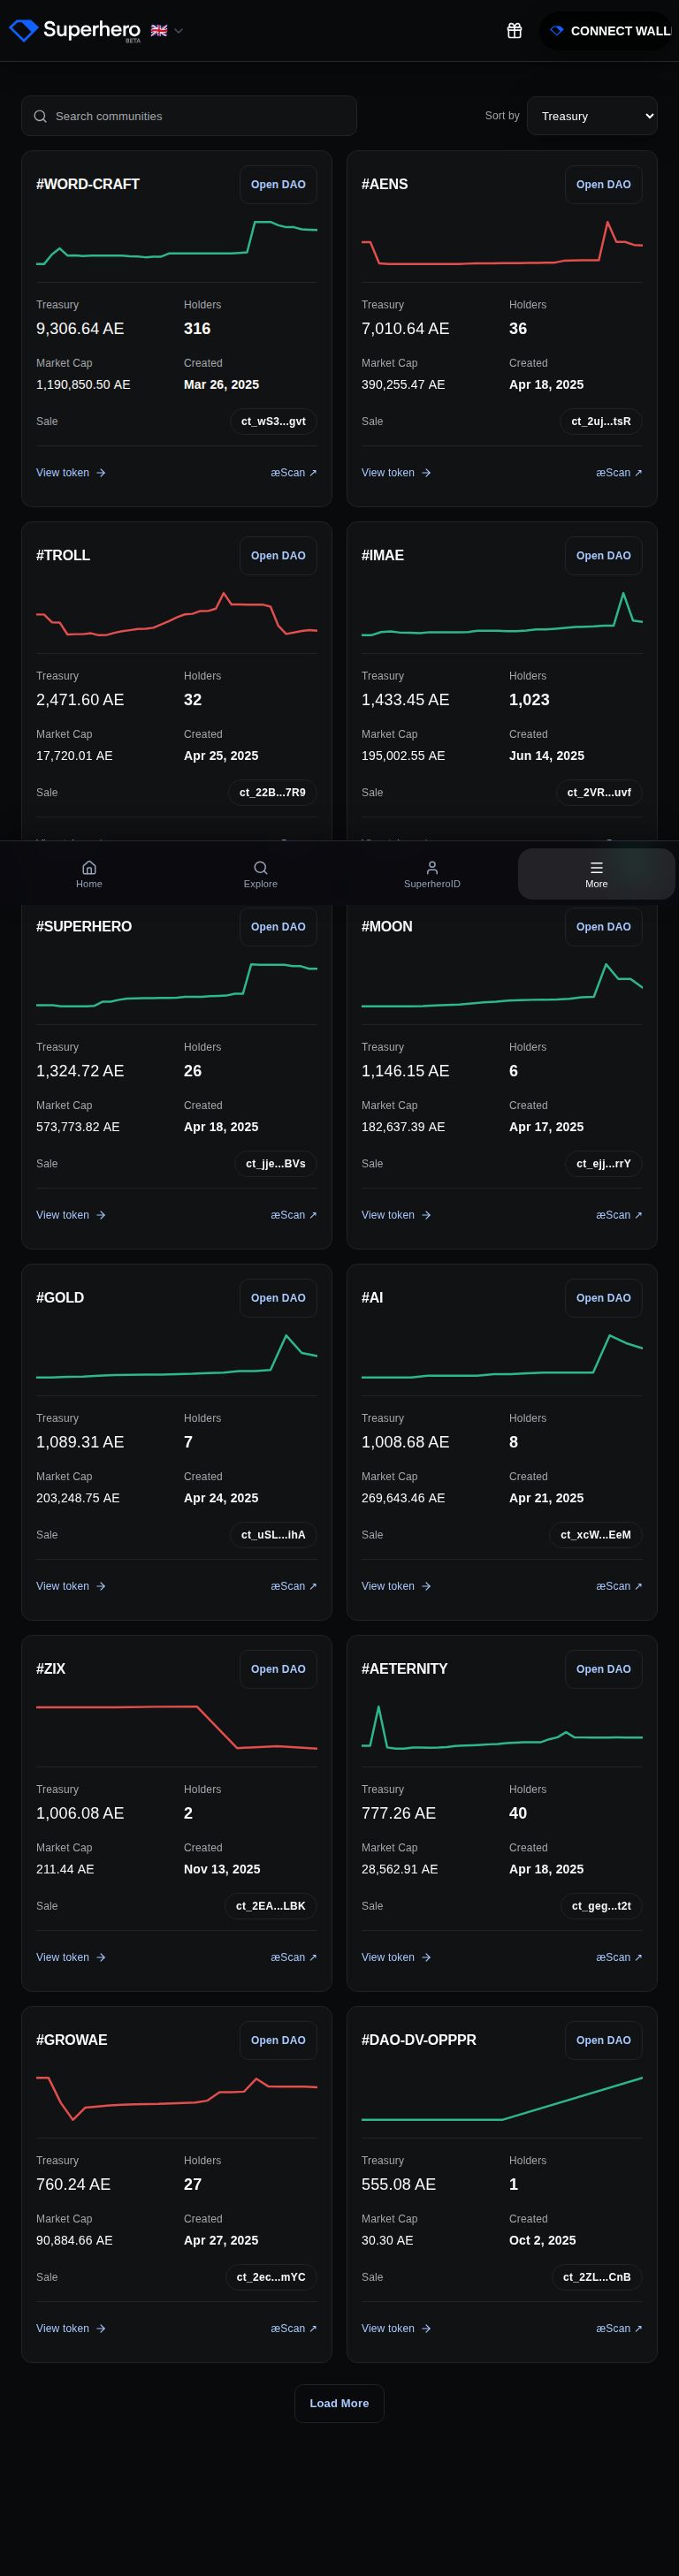 Superhero
BETA
CONNECT WALL
Search communities
Sort by
Treasury
#WORD-CRAFT
Open DAO
Treasury
Holders
9,306.64 AE
316
Market Cap
Created
1,190,850.50 AE
Mar 26, 2025
Sale
ct_wS3...gvt
View token →
æScan ↗
#AENS
Open DAO
Treasury
Holders
7,010.64 AE
36
Market Cap
Created
390,255.47 AE
Apr 18, 2025
Sale
ct_2uj...tsR
View token →
æScan ↗
#TROLL
Open DAO
Treasury
Holders
2,471.60 AE
32
Market Cap
Created
17,720.01 AE
Apr 25, 2025
Sale
ct_22B...7R9
#IMAE
Open DAO
Treasury
Holders
1,433.45 AE
1,023
Market Cap
Created
195,002.55 AE
Jun 14, 2025
Sale
ct_2VR...uvf
Home
Explore
SuperheroID
More
#SUPERHERO
Open DAO
Treasury
Holders
1,324.72 AE
26
Market Cap
Created
573,773.82 AE
Apr 18, 2025
Sale
ct_jje...BVs
View token →
æScan ↗
#MOON
Open DAO
Treasury
Holders
1,146.15 AE
6
Market Cap
Created
182,637.39 AE
Apr 17, 2025
Sale
ct_ejj...rrY
View token →
æScan ↗
#GOLD
Open DAO
Treasury
Holders
1,089.31 AE
7
Market Cap
Created
203,248.75 AE
Apr 24, 2025
Sale
ct_uSL...ihA
View token →
æScan ↗
#AI
Open DAO
Treasury
Holders
1,008.68 AE
8
Market Cap
Created
269,643.46 AE
Apr 21, 2025
Sale
ct_xcW...EeM
View token →
æScan ↗
#ZIX
Open DAO
Treasury
Holders
1,006.08 AE
2
Market Cap
Created
211.44 AE
Nov 13, 2025
Sale
ct_2EA...LBK
View token →
æScan ↗
#AETERNITY
Open DAO
Treasury
Holders
777.26 AE
40
Market Cap
Created
28,562.91 AE
Apr 18, 2025
Sale
ct_geg...t2t
View token →
æScan ↗
#GROWAE
Open DAO
Treasury
Holders
760.24 AE
27
Market Cap
Created
90,884.66 AE
Apr 27, 2025
Sale
ct_2ec...mYC
View token →
æScan ↗
#DAO-DV-OPPPR
Open DAO
Treasury
Holders
555.08 AE
1
Market Cap
Created
30.30 AE
Oct 2, 2025
Sale
ct_2ZL...CnB
View token →
æScan ↗
Load More